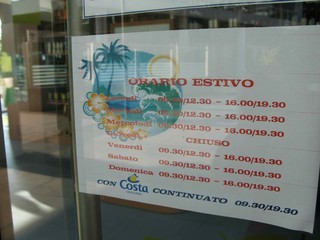 ORARIO ESTIVO
09.30/12.30 - 16.00/19.30
09.30/12.30 - 16.00/19.30
Mercoledì 09.30/12.30 - 16.00/19.30
CHIUSO
Venerdì 09.30/12.30 - 16.00/19.30
Sabato 09.30/12.30 - 16.00/19.30
Domenica 09.30/12.30 - 16.00/19.30
CON Costa CONTINUATO 09.30/19.30